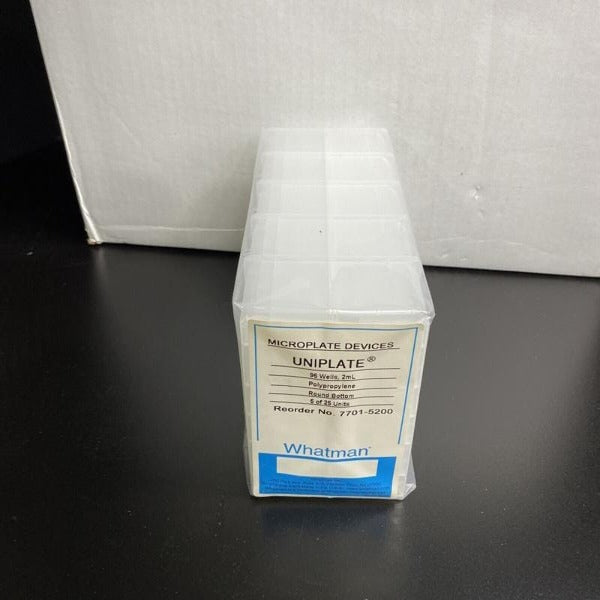 MICROPLATE DEVICES
UNIPLATE®
96 Wells, 2mL
Polypropylene
Round Bottom
5 of 25 Units
Reorder No. 7701-5200
Whatman